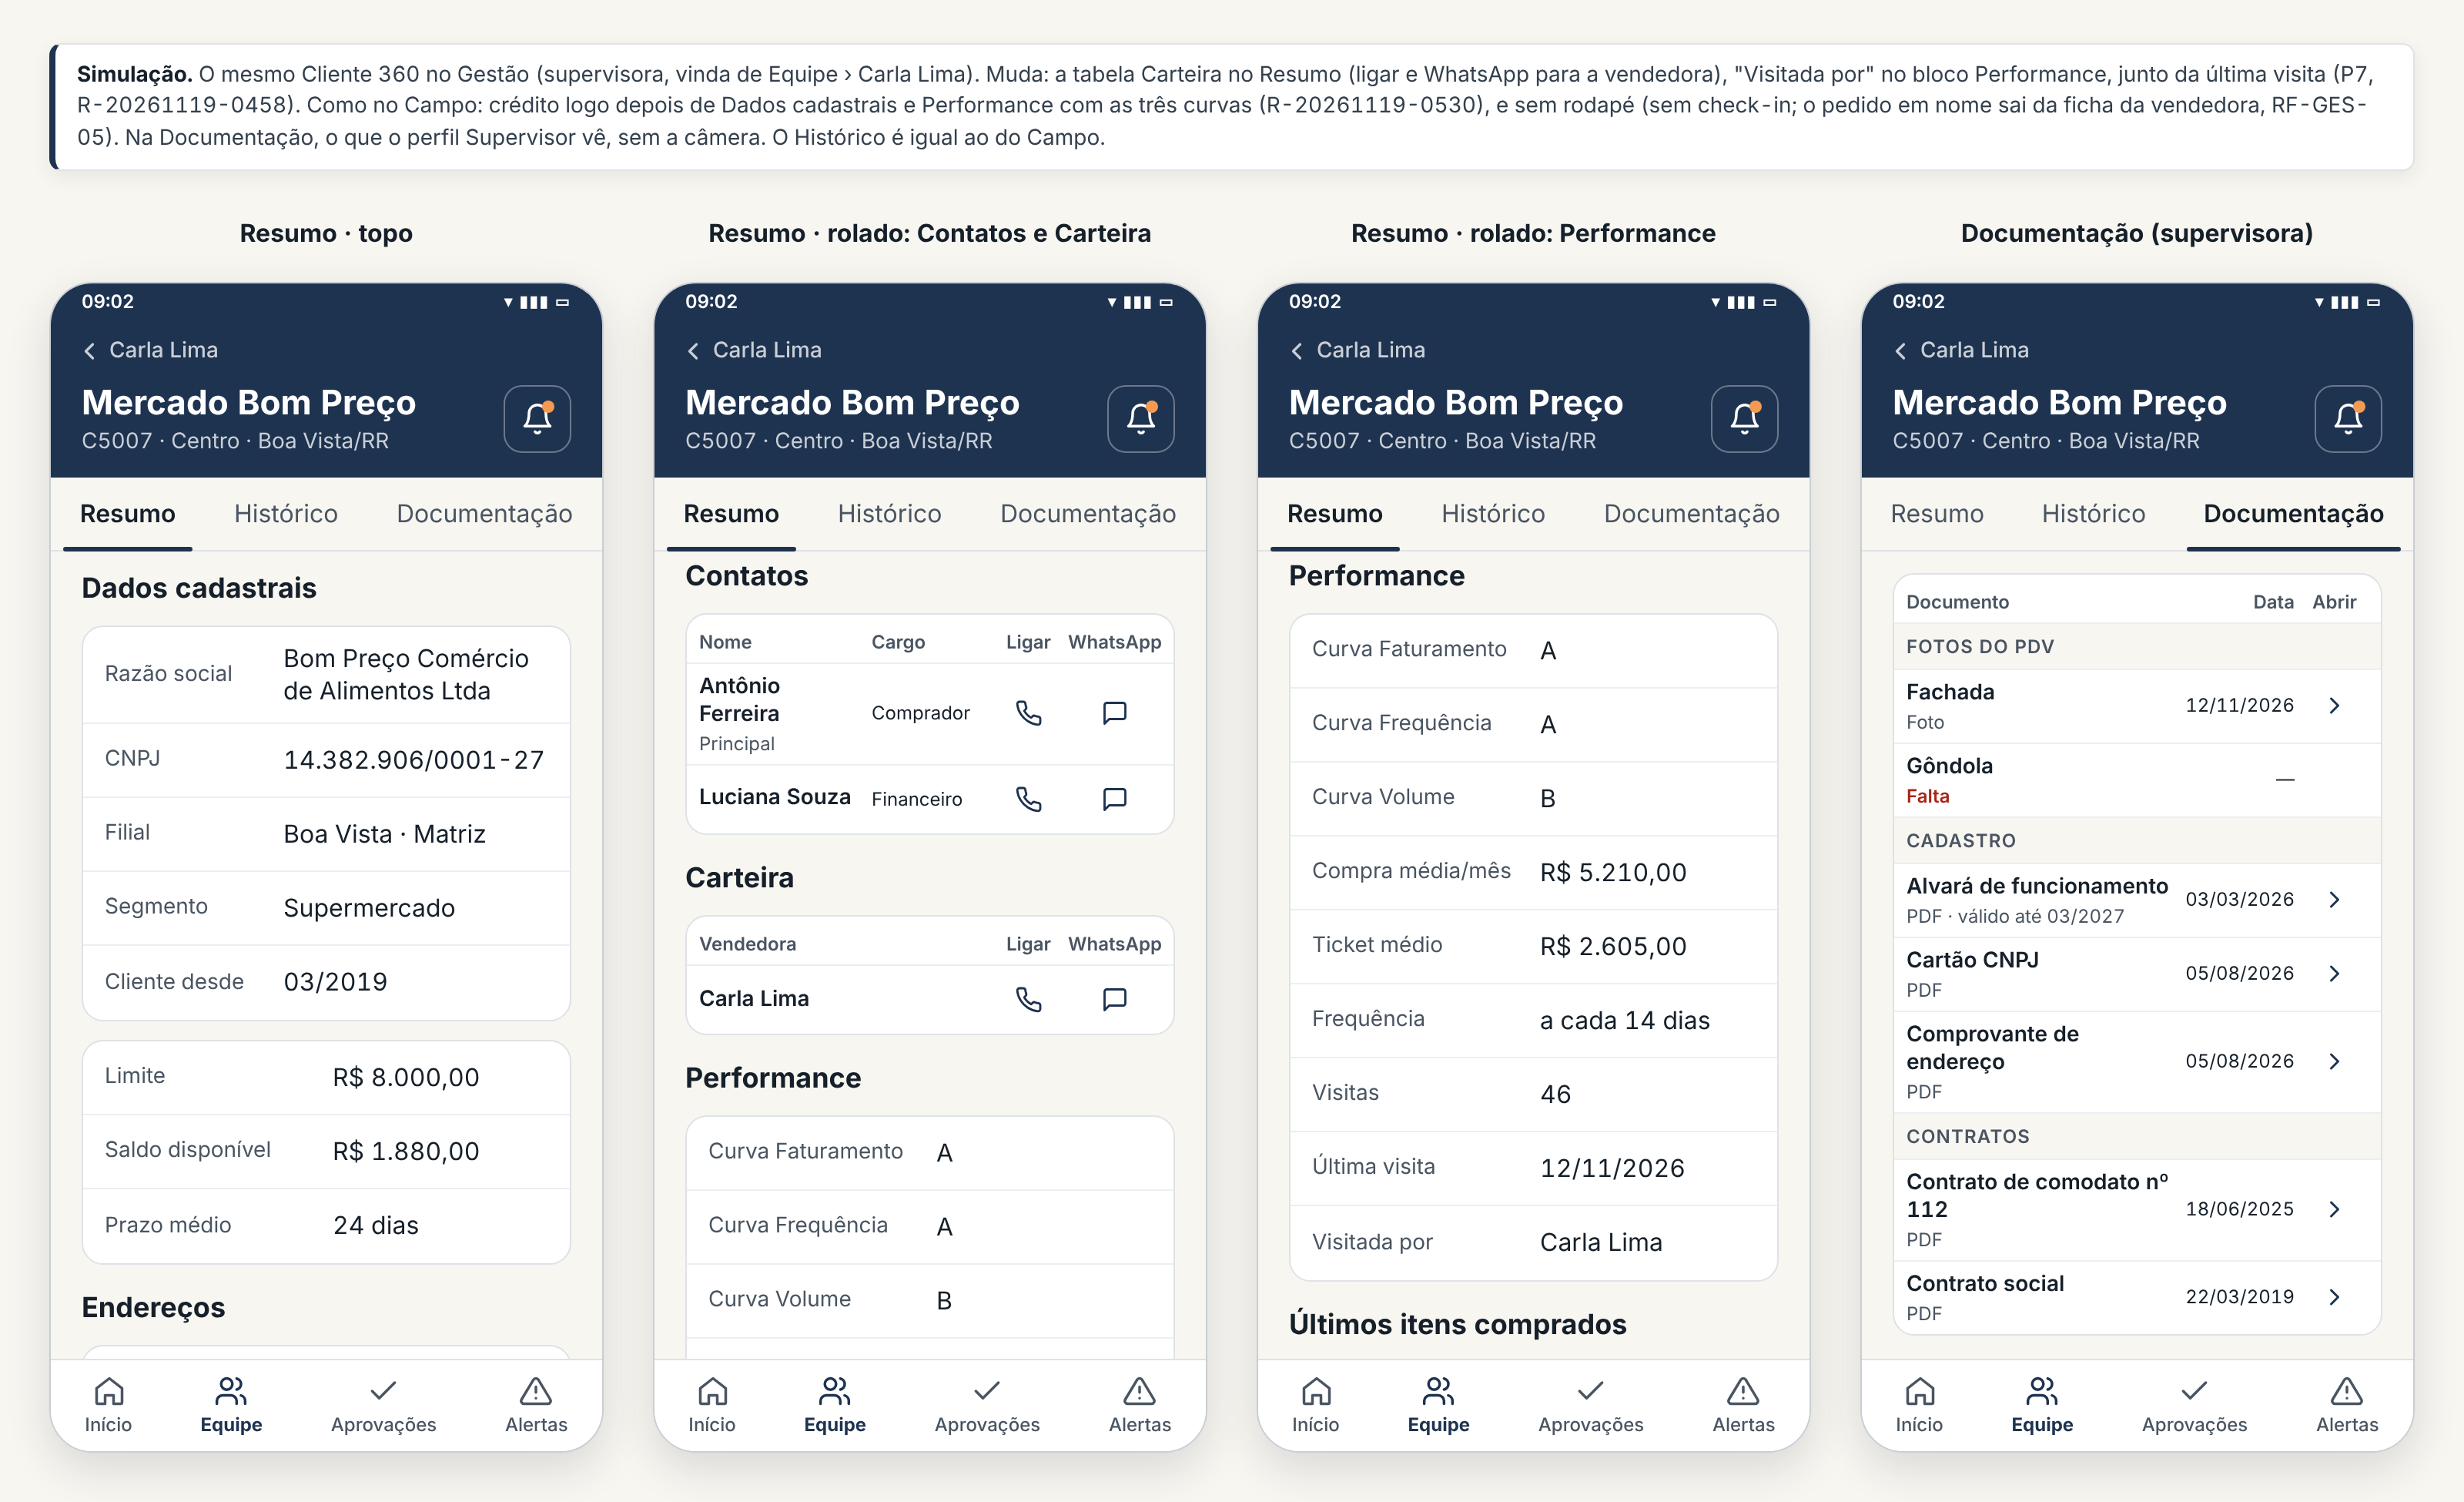 Simulação. O mesmo Cliente 360 no Gestão (supervisora, vinda de Equipe › Carla Lima). Muda: a tabela Carteira no Resumo (ligar e WhatsApp para a vendedora), "Visitada por" no bloco Performance, junto da última visita (P7,
R-20261119-0458). Como no Campo: crédito logo depois de Dados cadastrais e Performance com as três curvas (R-20261119-0530), e sem rodapé (sem check-in; o pedido em nome sai da ficha da vendedora, RF-GES-
05). Na Documentação, o que o perfil Supervisor vê, sem a câmera. O Histórico é igual ao do Campo.
Resumo · topo
09:02
Carla Lima
Mercado Bom Preço
C5007 · Centro · Boa Vista/RR
Resumo Histórico Documentação
Dados cadastrais
Razão social Bom Preço Comércio
de Alimentos Ltda
CNPJ 14.382.906/0001-27
Filial Boa Vista · Matriz
Segmento Supermercado
Cliente desde 03/2019
Limite R$ 8.000,00
Saldo disponível R$ 1.880,00
Prazo médio 24 dias
Endereços
Início Equipe Aprovações Alertas
Resumo · rolado: Contatos e Carteira
09:02
Carla Lima
Mercado Bom Preço
C5007 · Centro · Boa Vista/RR
Resumo Histórico Documentação
Contatos
Nome Cargo Ligar WhatsApp
Antônio
Ferreira
Principal
Comprador
Luciana Souza Financeiro
Carteira
Vendedora Ligar WhatsApp
Carla Lima
Performance
Curva Faturamento A
Curva Frequência A
Curva Volume B
Início Equipe Aprovações Alertas
Resumo · rolado: Performance
09:02
Carla Lima
Mercado Bom Preço
C5007 · Centro · Boa Vista/RR
Resumo Histórico Documentação
Performance
Curva Faturamento A
Curva Frequência A
Curva Volume B
Compra média/mês R$ 5.210,00
Ticket médio R$ 2.605,00
Frequência a cada 14 dias
Visitas 46
Última visita 12/11/2026
Visitada por Carla Lima
Últimos itens comprados
Início Equipe Aprovações Alertas
Documentação (supervisora)
09:02
Carla Lima
Mercado Bom Preço
C5007 · Centro · Boa Vista/RR
Resumo Histórico Documentação
Documento Data Abrir
FOTOS DO PDV
Fachada 12/11/2026
Foto
Gôndola —
Falta
CADASTRO
Alvará de funcionamento 03/03/2026
PDF · válido até 03/2027
Cartão CNPJ 05/08/2026
PDF
Comprovante de
endereço 05/08/2026
PDF
CONTRATOS
Contrato de comodato nº
112 18/06/2025
PDF
Contrato social 22/03/2019
PDF
Início Equipe Aprovações Alertas